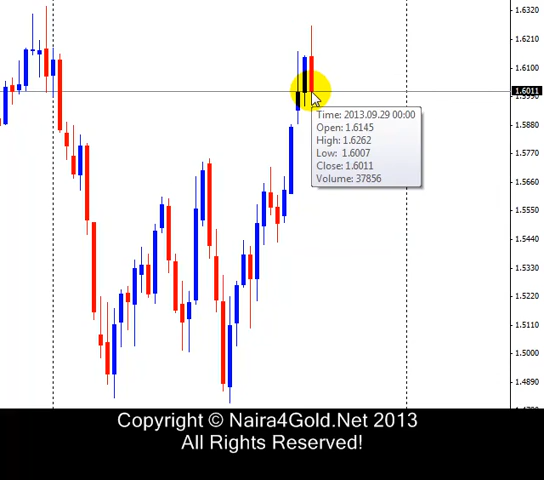 1.6320
1.6210
1.6100
1.6011
1.5990
1.5880
1.5770
1.5660
1.5550
1.5440
1.5330
1.5220
1.5110
1.5000
1.4890
Time: 2013.09.29 00:00
Open: 1.6145
High: 1.6262
Low: 1.6007
Close: 1.6011
Volume: 37856
Copyright © Naira4Gold.Net 2013
All Rights Reserved!